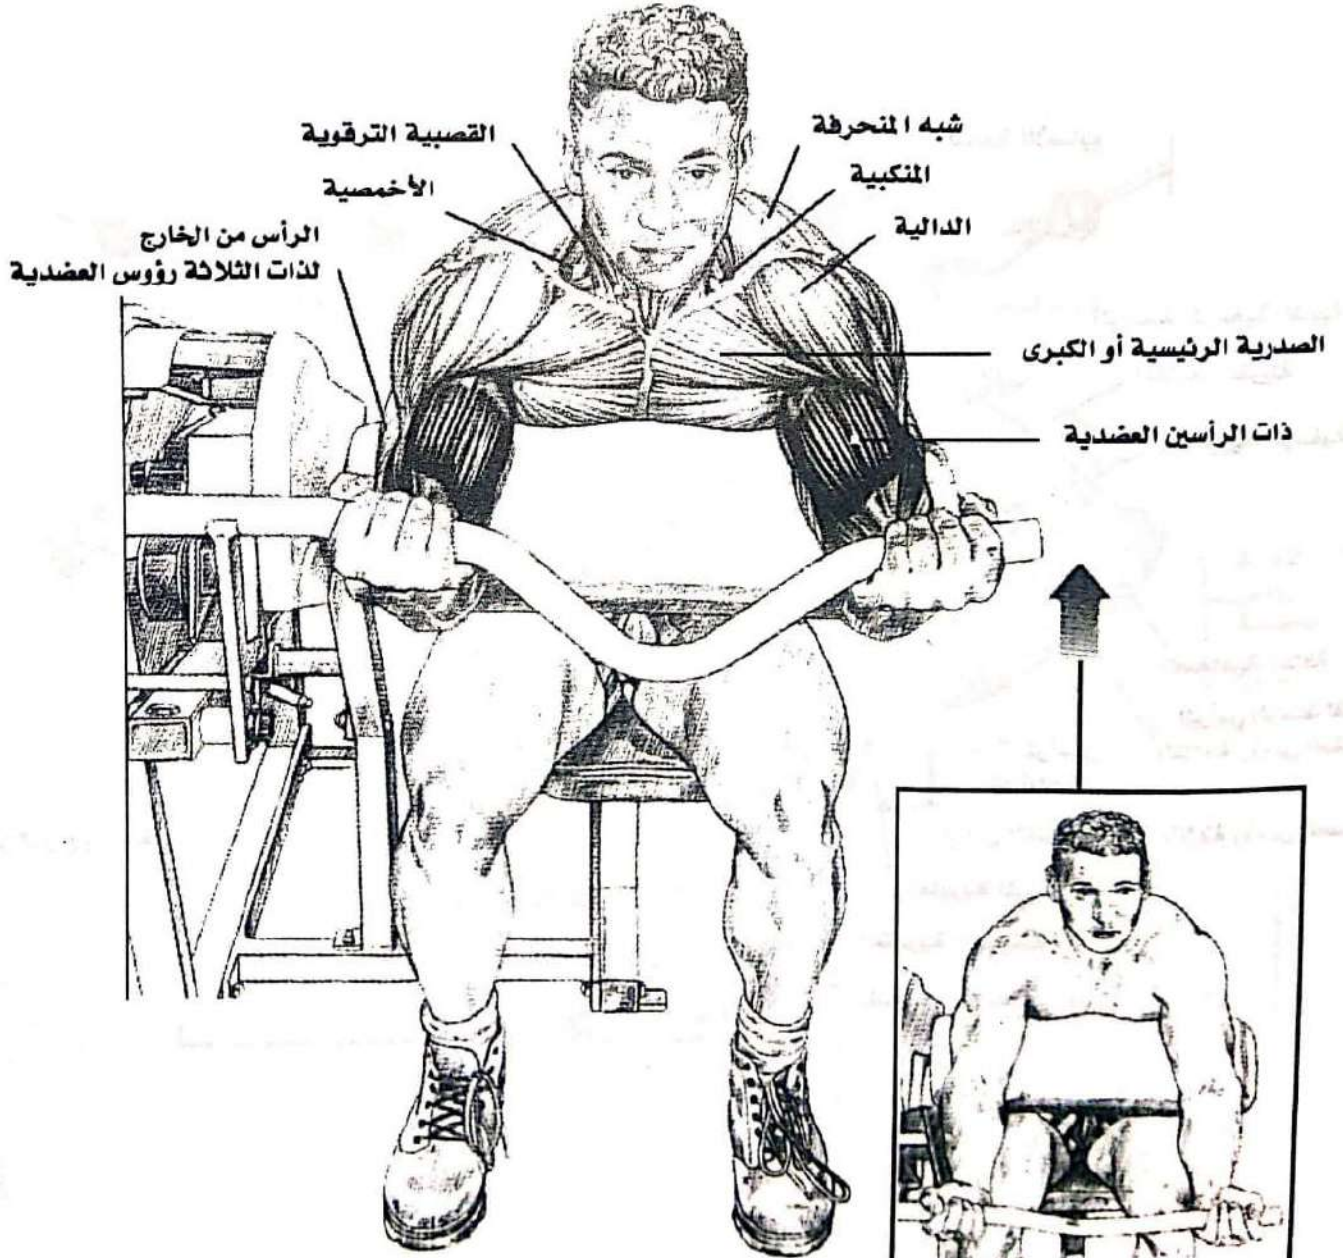 شبه المنحرفة
المنكبية
الدالية
الصدرية الرئيسية أو الكبرى
ذات الرأسين العضدية
القصبية الترقوية
الأخمصية
الرأس من الخارج
لذات الثلاثة رؤوس العضدية